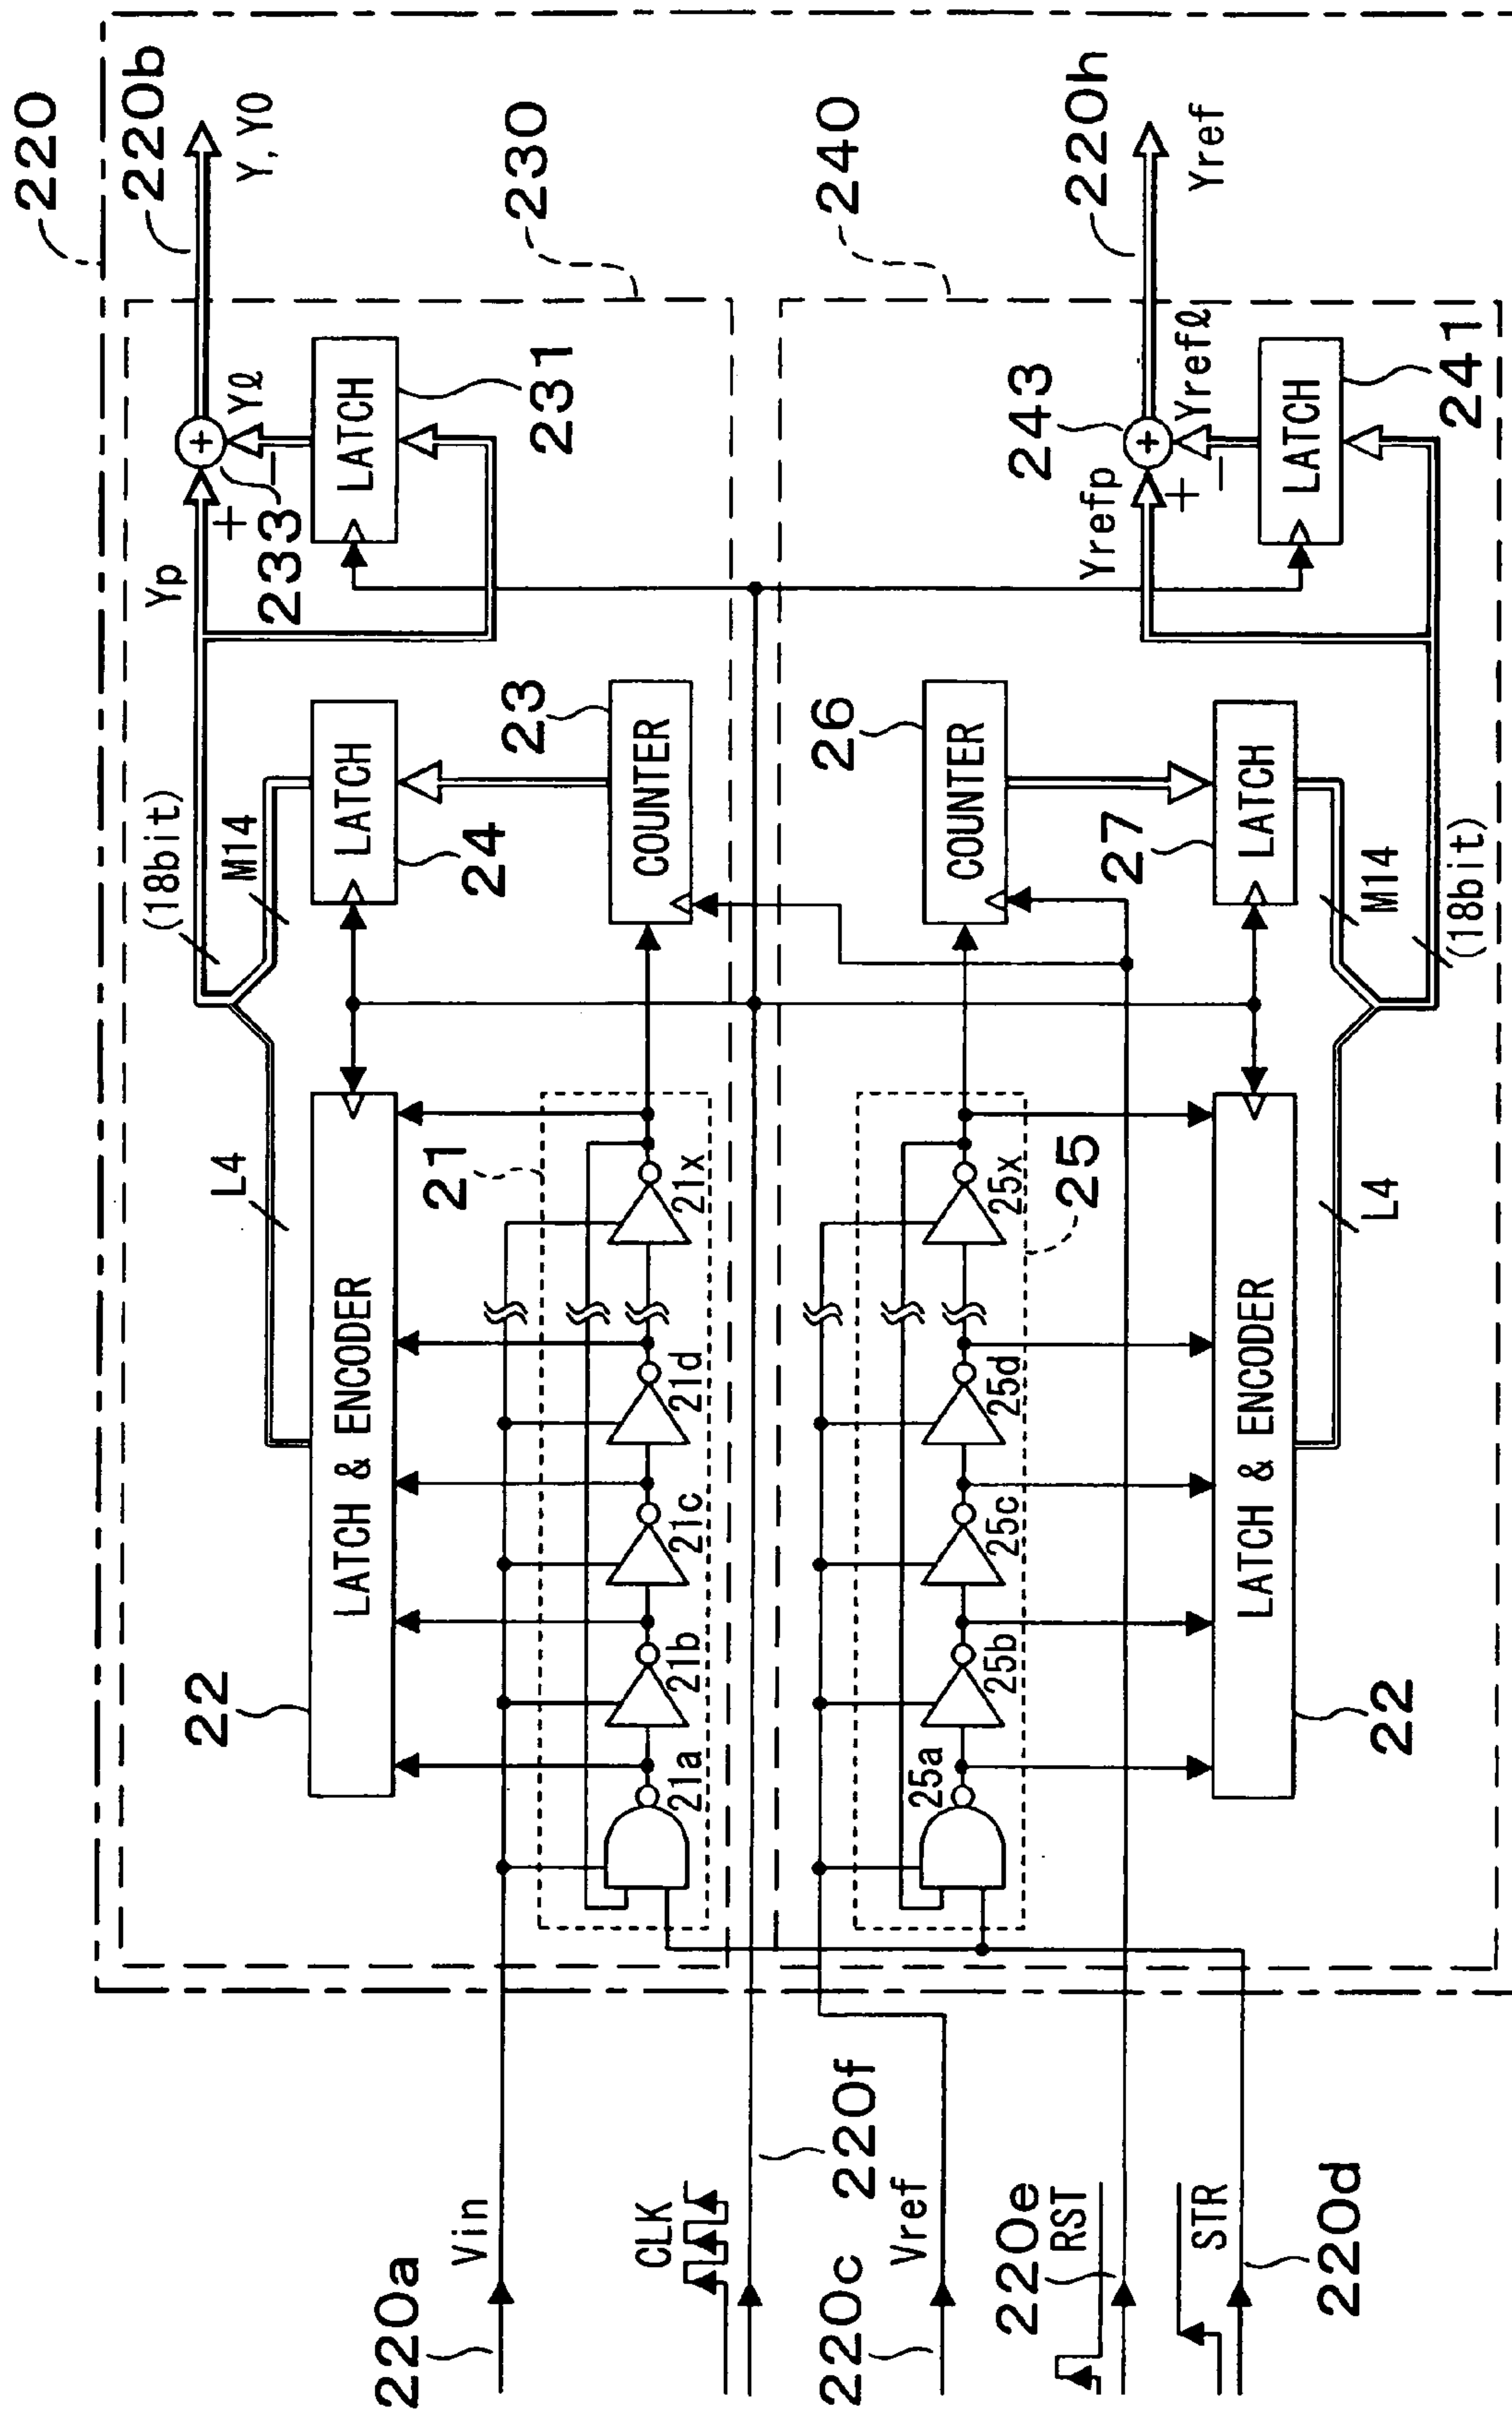 220
220b
Y, Y0
230
240
220h
Yref
(18bit)
Yp
+
−
Yℓ
233
LATCH
231
M14
LATCH
24
23
COUNTER
L4
22
LATCH & ENCODER
21
21a
21b
21c
21d
21x
220a
Vin
CLK
220f
220c
Vref
220e
RST
STR
220d
25a
25b
25c
25d
25x
25
26
COUNTER
27
LATCH
M14
(18bit)
L4
LATCH & ENCODER
22
Yrefp
+
−
243
Yrefℓ
LATCH
241